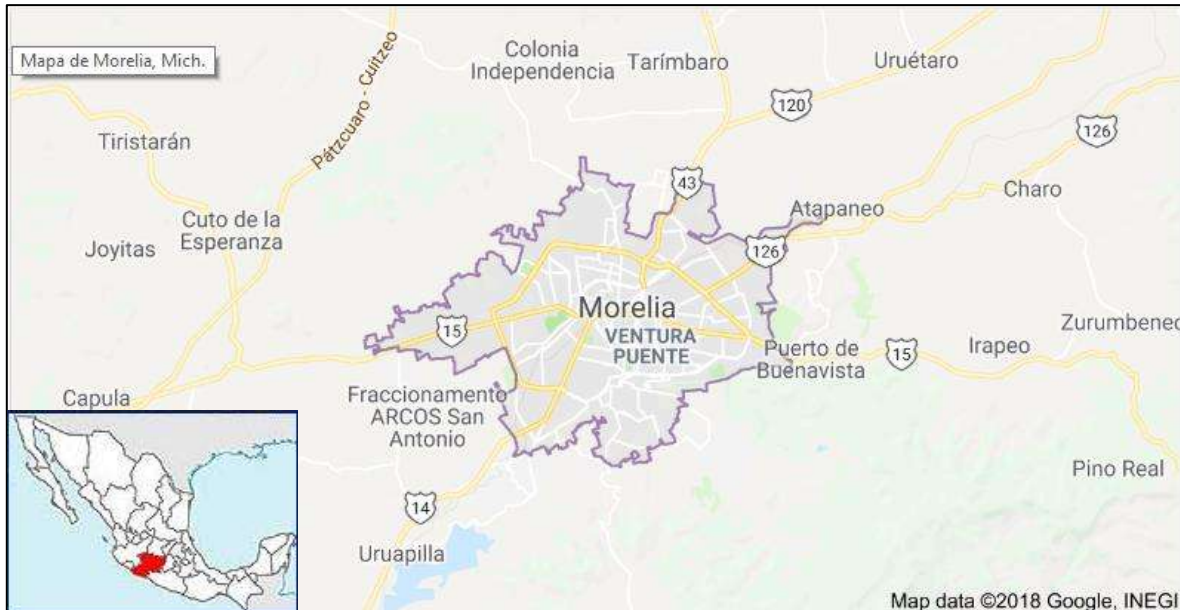 Mapa de Morelia, Mich.
Pátzcuaro - Cuitzeo
Colonia
Independencia
Tarímbaro
Uruétaro
120
126
Tiristarán
43
Charo
Cuto de la
Esperanza
Atapaneo
Joyitas
126
Morelia
VENTURA
PUENTE
15
Zurumbeneo
Puerto de
Buenavista
15
Irapeo
Capula
Fraccionamento
ARCOS San
Antonio
Pino Real
14
Uruapilla
Map data ©2018 Google, INEGI